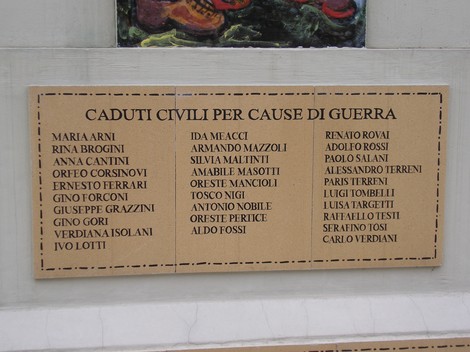 CADUTI CIVILI PER CAUSE DI GUERRA
MARIA ARNI
RINA BROGINI
ANNA CANTINI
ORFEO CORSINOVI
ERNESTO FERRARI
GINO FORCONI
GIUSEPPE GRAZZINI
GINO GORI
VERDIANA ISOLANI
IVO LOTTI
IDA MEACCI
ARMANDO MAZZOLI
SILVIA MALTINTI
AMABILE MASOTTI
ORESTE MANCIOLI
TOSCO NIGI
ANTONIO NOBILE
ORESTE PERTICE
ALDO FOSSI
RENATO ROVAI
ADOLFO ROSSI
PAOLO SALANI
ALESSANDRO TERRENI
PARIS TERRENI
LUIGI TOMBELLI
LUISA TARGETTI
RAFFAELLO TESTI
SERAFINO TOSI
CARLO VERDIANI